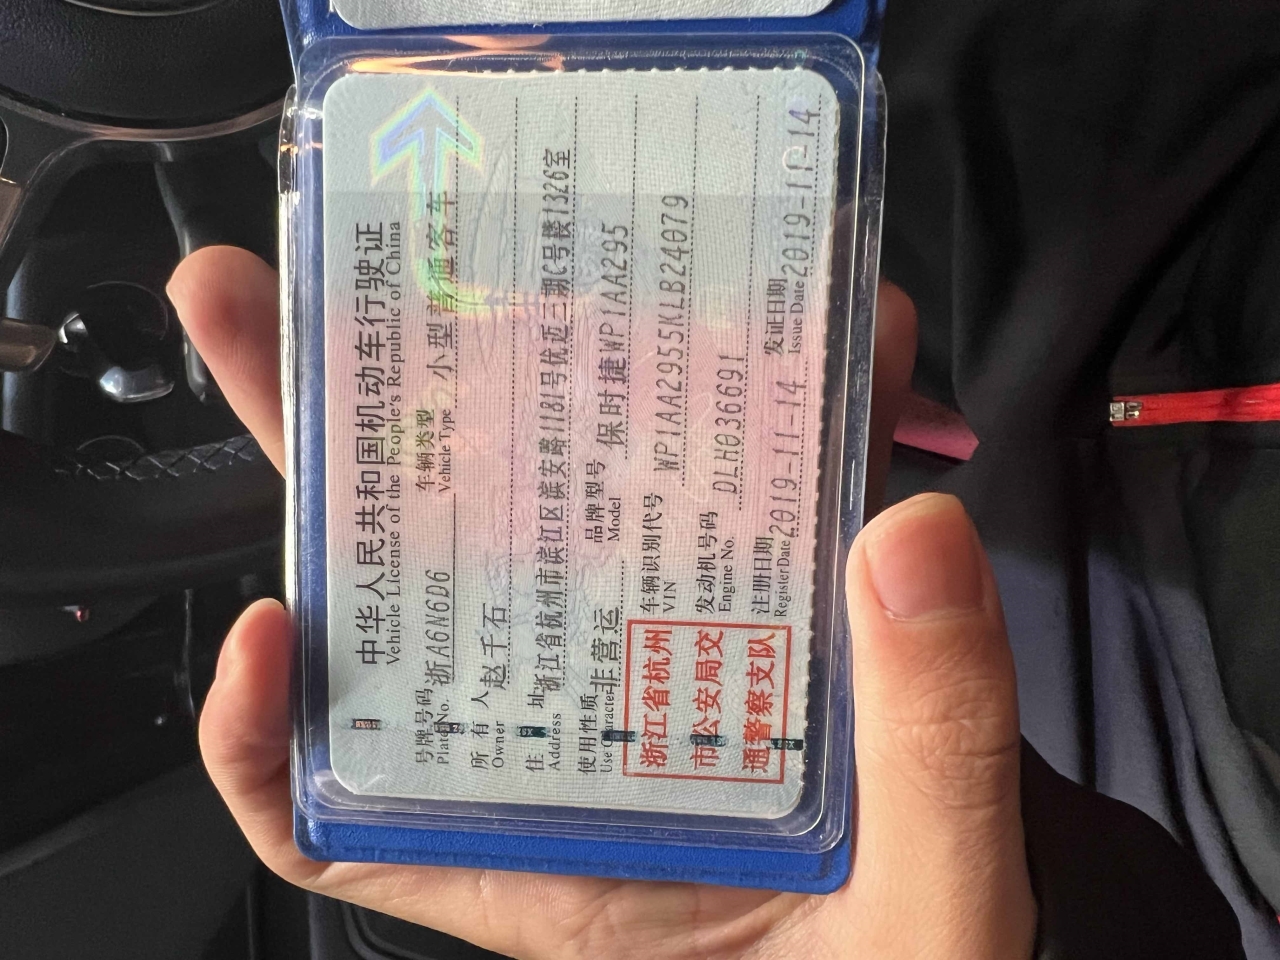 中华人民共和国机动车行驶证
Vehicle License of the People's Republic of China
号牌号码 浙A6N6D6 车辆类型 小型普通客车
Plate No. Vehicle Type
所有人 赵千石
Owner
住址 浙江省杭州市滨江区滨安路1181号优迈三期C号楼1326室
Address
使用性质 非营运 品牌型号 保时捷WP1AA295
Use Character Model
车辆识别代号 WP1AA2955KLB24079
VIN
发动机号码 DLH036691
Engine No.
注册日期 2019-11-14 发证日期 2019-11-14
Register Date Issue Date
浙江省杭州
市公安局交
通警察支队